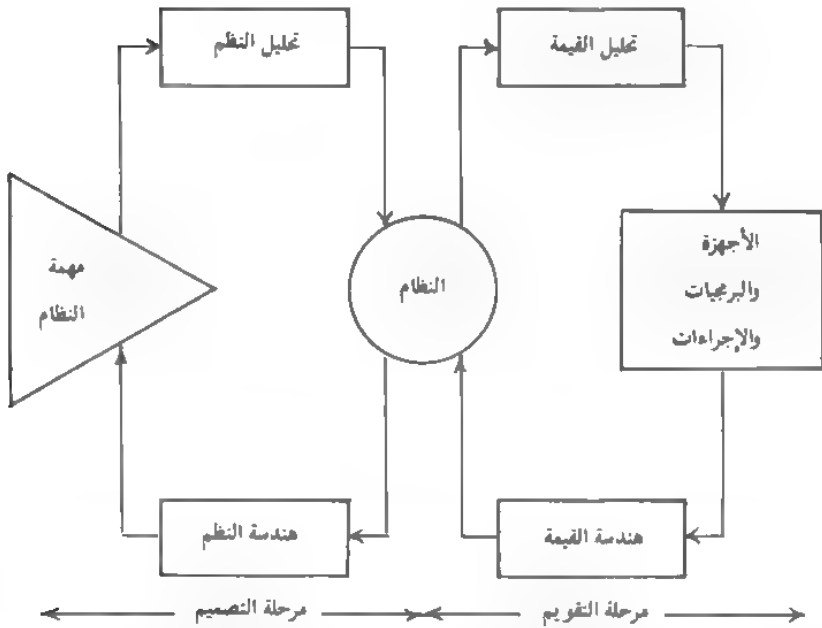 تحليل القيمة
تحليل النظم
الأجهزة
والبرمجيات
والإجراءات
النظام
مهمة
النظام
هندسة القيمة
هندسة النظم
مرحلة التقويم
مرحلة التصميم